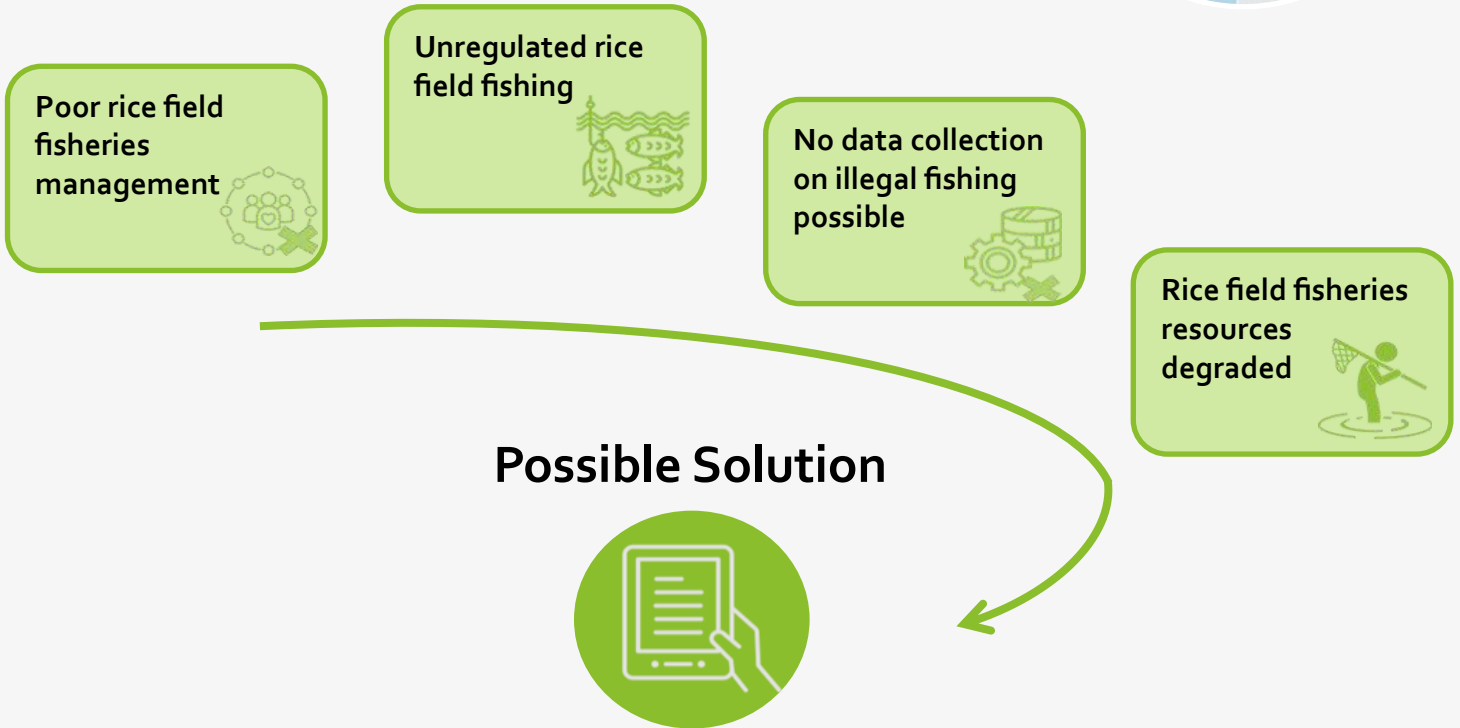 Poor rice field
fisheries
management
Unregulated rice
field fishing
No data collection
on illegal fishing
possible
Rice field fisheries
resources
degraded
Possible Solution